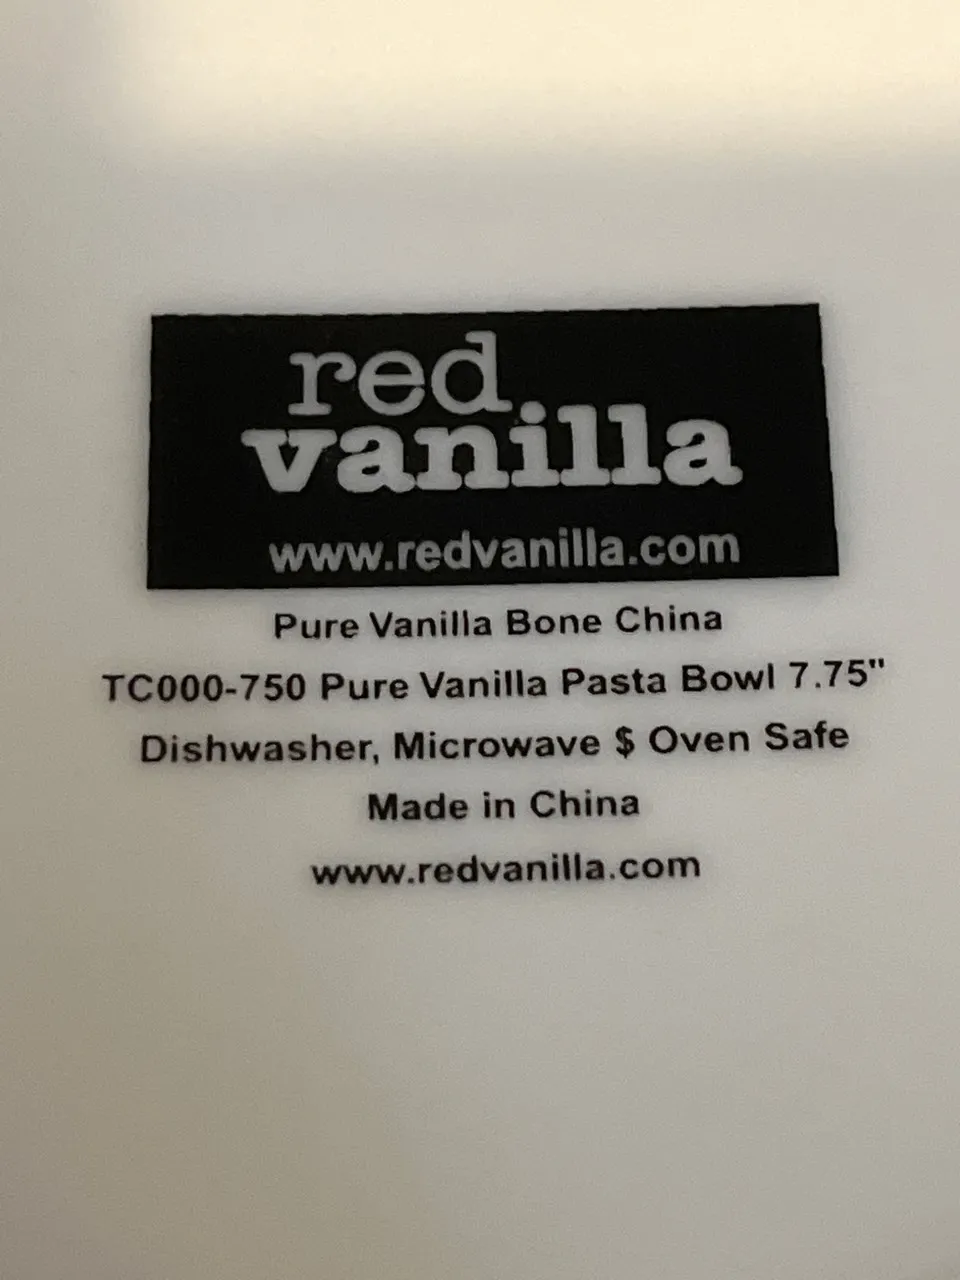 red
vanilla
www.redvanilla.com
Pure Vanilla Bone China
TC000-750 Pure Vanilla Pasta Bowl 7.75"
Dishwasher, Microwave $ Oven Safe
Made in China
www.redvanilla.com